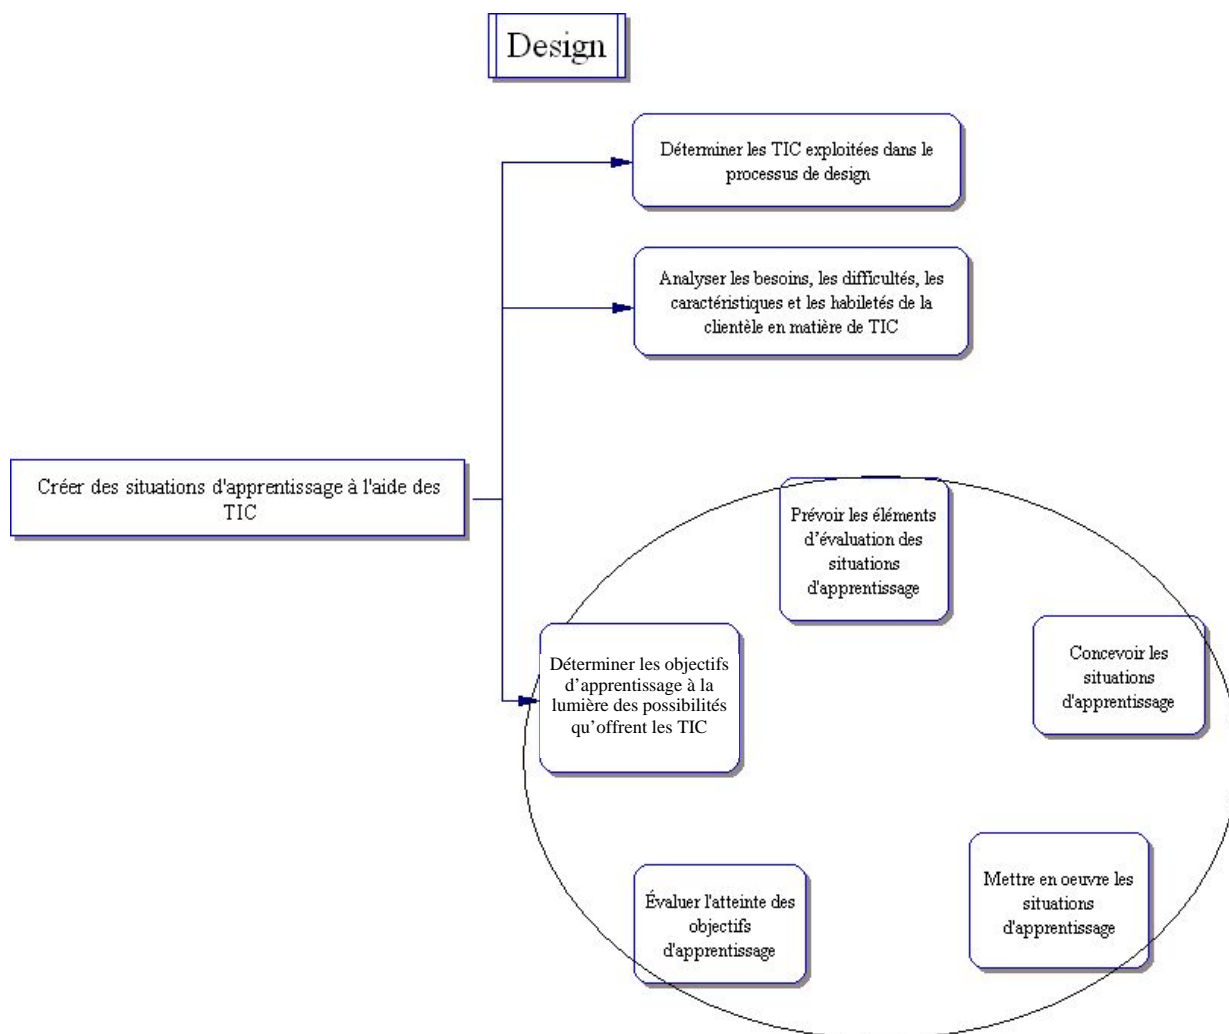 Design
Déterminer les TIC exploitées dans le
processus de design
Analyser les besoins, les difficultés, les
caractéristiques et les habiletés de la
clientèle en matière de TIC
Créer des situations d'apprentissage à l'aide des
TIC
Prévoir les éléments
d’évaluation des
situations
d'apprentissage
Déterminer les objectifs
d’apprentissage à la
lumière des possibilités
qu’offrent les TIC
Concevoir les
situations
d'apprentissage
Mettre en oeuvre les
situations
d'apprentissage
Évaluer l'atteinte des
objectifs
d'apprentissage